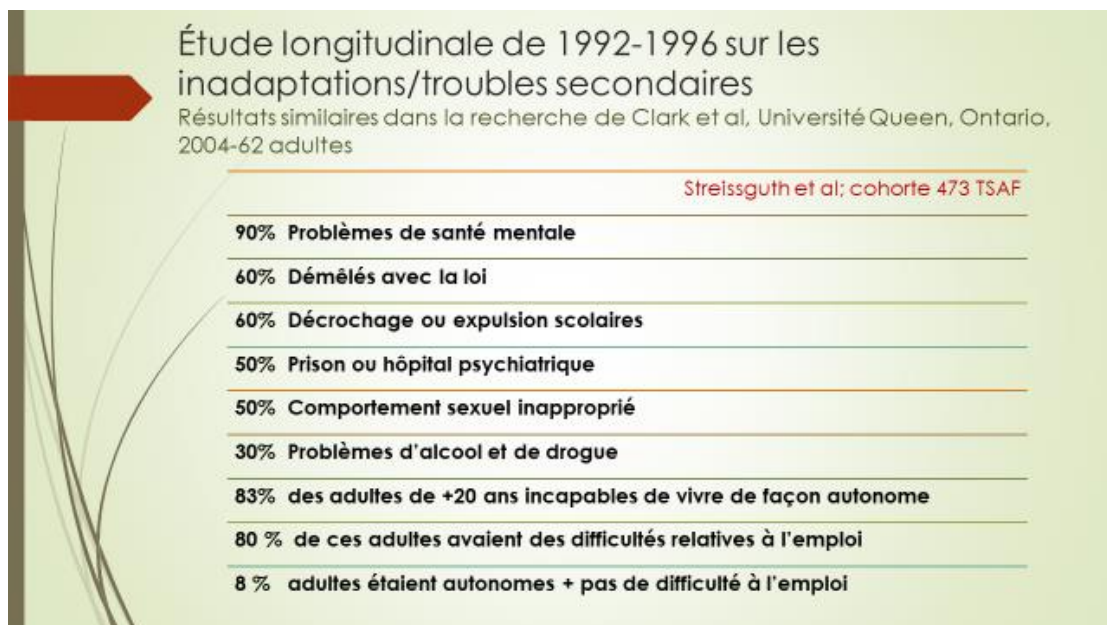 Étude longitudinale de 1992-1996 sur les
inadaptations/troubles secondaires
Résultats similaires dans la recherche de Clark et al, Université Queen, Ontario,
2004-62 adultes
Streissguth et al; cohorte 473 TSAF
90% Problèmes de santé mentale
60% Démêlés avec la loi
60% Décrochage ou expulsion scolaires
50% Prison ou hôpital psychiatrique
50% Comportement sexuel inapproprié
30% Problèmes d'alcool et de drogue
83% des adultes de +20 ans incapables de vivre de façon autonome
80 % de ces adultes avaient des difficultés relatives à l'emploi
8 % adultes étaient autonomes + pas de difficulté à l'emploi